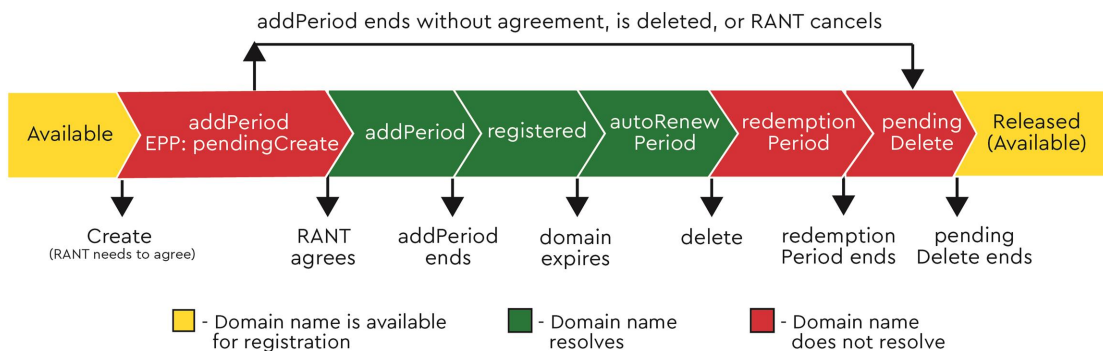 addPeriod ends without agreement, is deleted, or RANT cancels
Available
addPeriod
EPP: pendingCreate
addPeriod
registered
autoRenew
Period
redemption
Period
pending
Delete
Released
(Available)
Create
(RANT needs to agree)
RANT
agrees
addPeriod
ends
domain
expires
delete
redemption
Period ends
pending
Delete ends
- Domain name is available
for registration
- Domain name
resolves
- Domain name
does not resolve